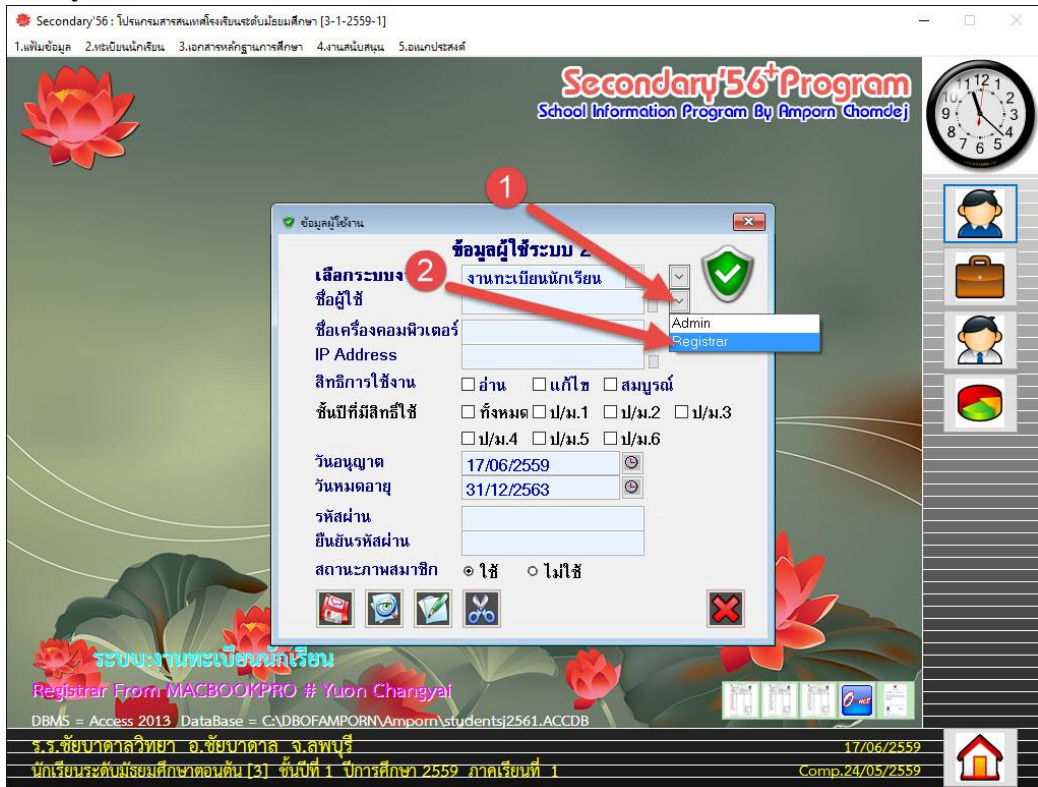 Secondary'56 : โปรแกรมสารสนเทศโรงเรียนระดับมัธยมศึกษา [3-1-2559-1]
1.แฟ้มข้อมูล 2.ทะเบียนนักเรียน 3.เอกสารหลักฐานการศึกษา 4.งานสนับสนุน 5.อเนกประสงค์
Secondary'56+Program
School Information Program By Amporn Chomdej
11 12 1
10 2
9 3
8 4
7 6 5
1
ข้อมูลผู้ใช้งาน
ข้อมูลผู้ใช้ระบบ
2
เลือกระบบง
งานทะเบียนนักเรียน
ชื่อผู้ใช้
Admin
ชื่อเครื่องคอมพิวเตอร์
Registrar
IP Address
สิทธิการใช้งาน อ่าน แก้ไข สมบูรณ์
ชั้นปีที่มีสิทธิ์ใช้ ทั้งหมด ป/ม.1 ป/ม.2 ป/ม.3
ป/ม.4 ป/ม.5 ป/ม.6
วันอนุญาต 17/06/2559
วันหมดอายุ 31/12/2563
รหัสผ่าน
ยืนยันรหัสผ่าน
สถานะภาพสมาชิก ใช้ ไม่ใช้
ระบบ:งานทะเบียนนักเรียน
Registrar From MACBOOKPRO # Yuon Changyai
O-net
DBMS = Access 2013 DataBase = C:\DBOFAMPORN\Amporn\studentsj2561.ACCDB
ร.ร.ชัยบาดาลวิทยา อ.ชัยบาดาล จ.ลพบุรี 17/06/2559
นักเรียนระดับมัธยมศึกษาตอนต้น [3] ชั้นปีที่ 1 ปีการศึกษา 2559 ภาคเรียนที่ 1 Comp.24/05/2559